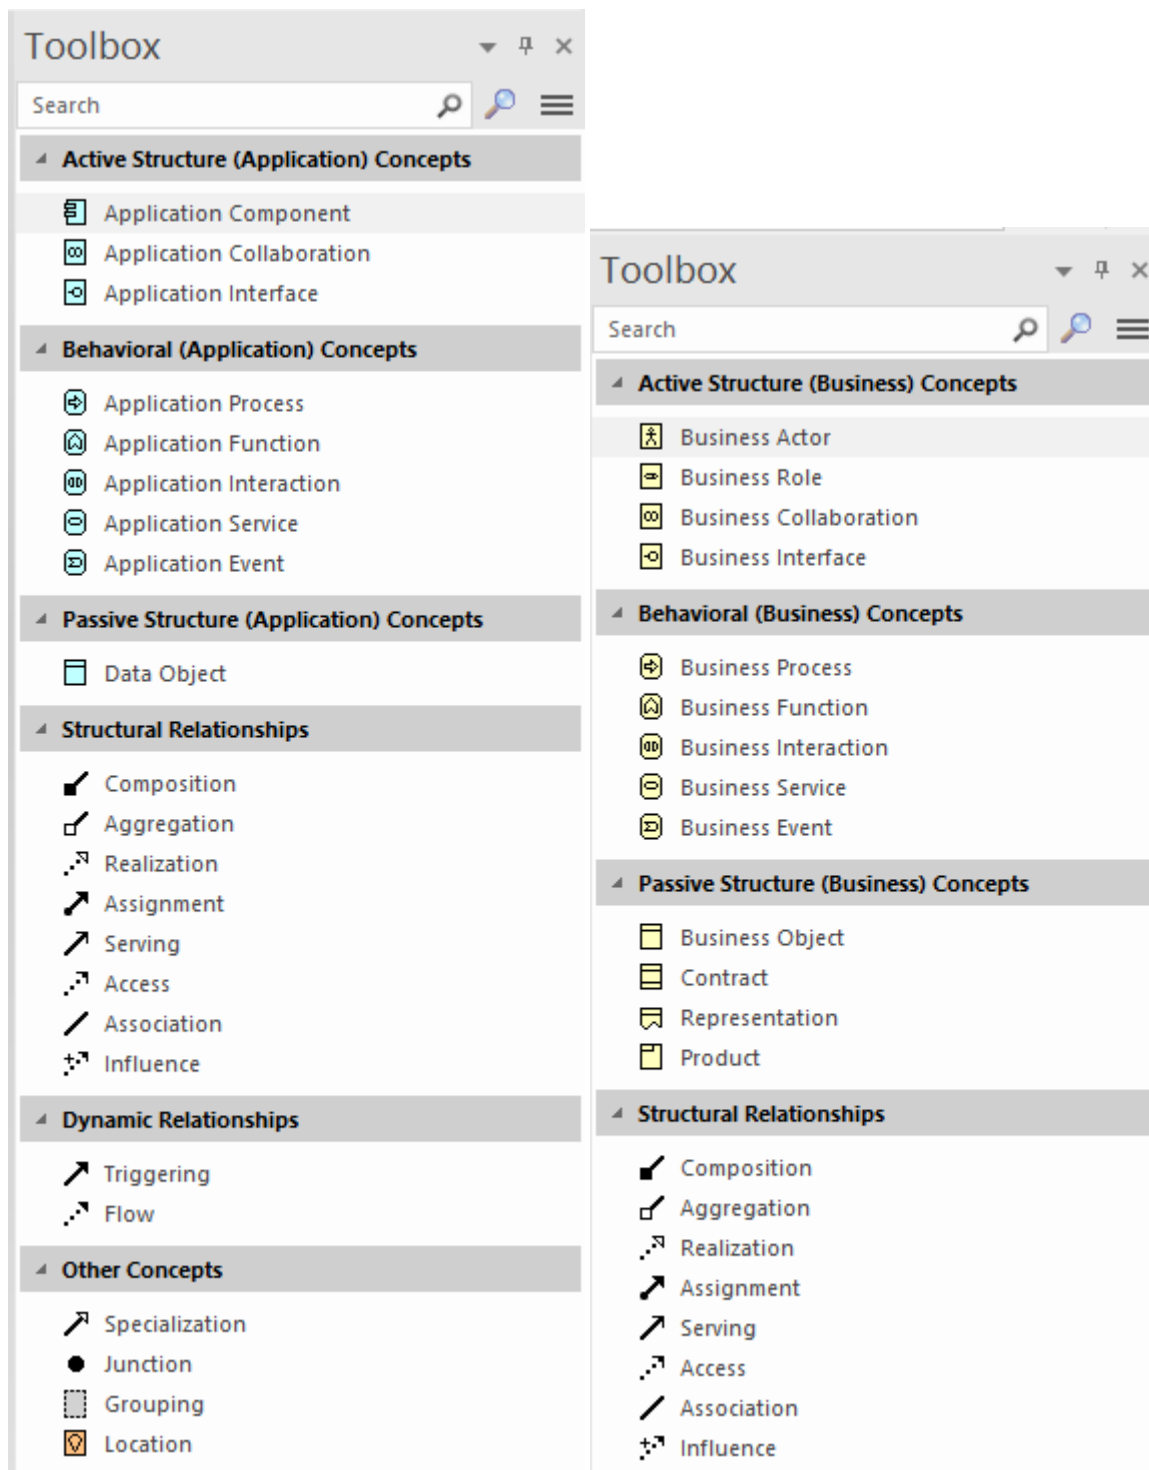 Toolbox
Search
Active Structure (Application) Concepts
Application Component
Application Collaboration
Application Interface
Behavioral (Application) Concepts
Application Process
Application Function
Application Interaction
Application Service
Application Event
Passive Structure (Application) Concepts
Data Object
Structural Relationships
Composition
Aggregation
Realization
Assignment
Serving
Access
Association
Influence
Dynamic Relationships
Triggering
Flow
Other Concepts
Specialization
Junction
Grouping
Location
Toolbox
Search
Active Structure (Business) Concepts
Business Actor
Business Role
Business Collaboration
Business Interface
Behavioral (Business) Concepts
Business Process
Business Function
Business Interaction
Business Service
Business Event
Passive Structure (Business) Concepts
Business Object
Contract
Representation
Product
Structural Relationships
Composition
Aggregation
Realization
Assignment
Serving
Access
Association
Influence